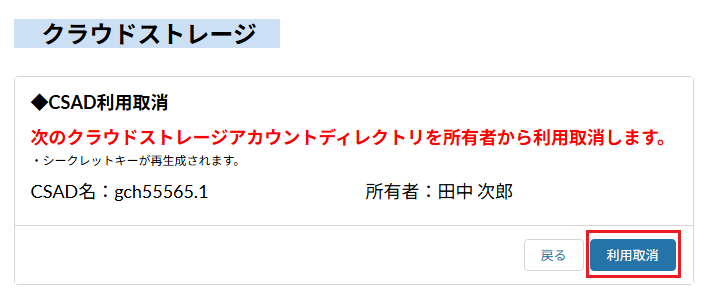 クラウドストレージ
◆CSAD利用取消
次のクラウドストレージアカウントディレクトリを所有者から利用取消します。
・シークレットキーが再生成されます。
CSAD名：gch55565.1 所有者：田中 次郎
戻る 利用取消